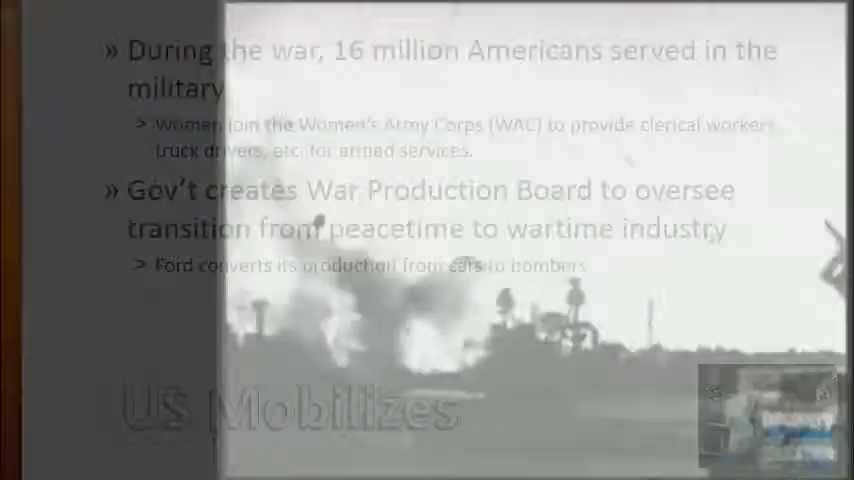 » During the war, 16 million Americans served in the
military
> Women join the Women's Army Corps (WAC) to provide clerical workers,
truck drivers, etc. for armed services.
» Gov't creates War Production Board to oversee
transition from peacetime to wartime industry
> Ford converts its production from cars to bombers
US Mobilizes